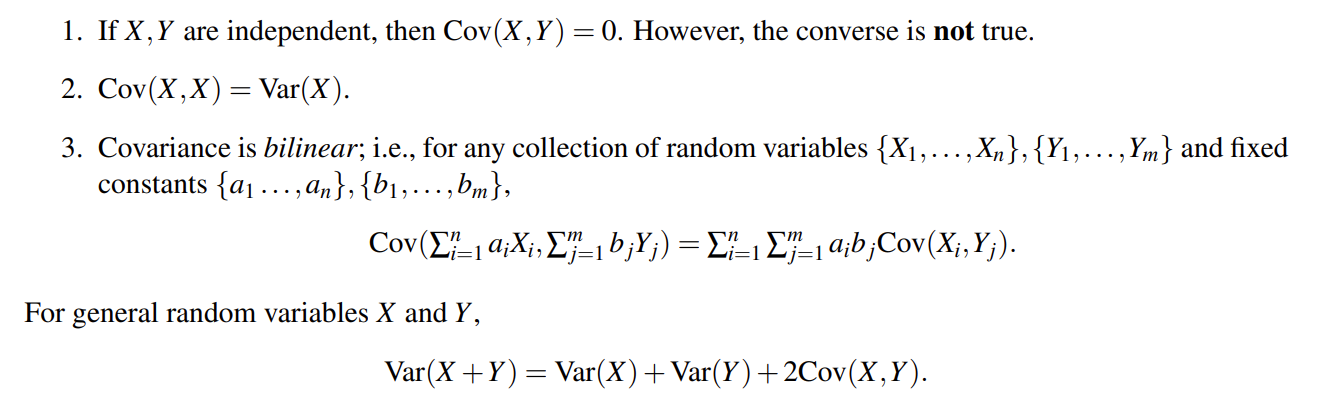 1. If X,Y are independent, then Cov(X,Y) = 0. However, the converse is not true.
2. Cov(X,X) = Var(X).
3. Covariance is bilinear; i.e., for any collection of random variables {X₁,...,Xₙ},{Y₁,...,Yₘ} and fixed
constants {a₁...,aₙ},{b₁,...,bₘ},
Cov(∑ⁿᵢ₌₁ aᵢXᵢ,∑ᵐⱼ₌₁ bⱼYⱼ) = ∑ⁿᵢ₌₁ ∑ᵐⱼ₌₁ aᵢbⱼCov(Xᵢ,Yⱼ).
For general random variables X and Y,
Var(X+Y) = Var(X)+Var(Y)+2Cov(X,Y).